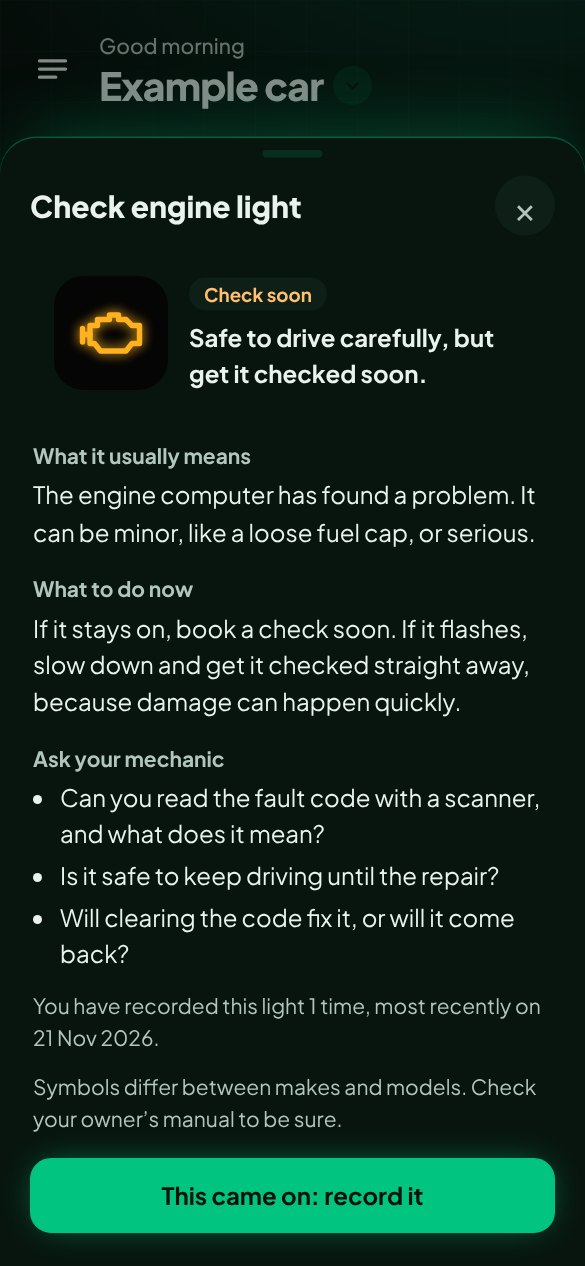 Good morning
Example car
Check engine light
Check soon
Safe to drive carefully, but
get it checked soon.
What it usually means
The engine computer has found a problem. It
can be minor, like a loose fuel cap, or serious.
What to do now
If it stays on, book a check soon. If it flashes,
slow down and get it checked straight away,
because damage can happen quickly.
Ask your mechanic
• Can you read the fault code with a scanner,
and what does it mean?
• Is it safe to keep driving until the repair?
• Will clearing the code fix it, or will it come
back?
You have recorded this light 1 time, most recently on
21 Nov 2026.
Symbols differ between makes and models. Check
your owner’s manual to be sure.
This came on: record it